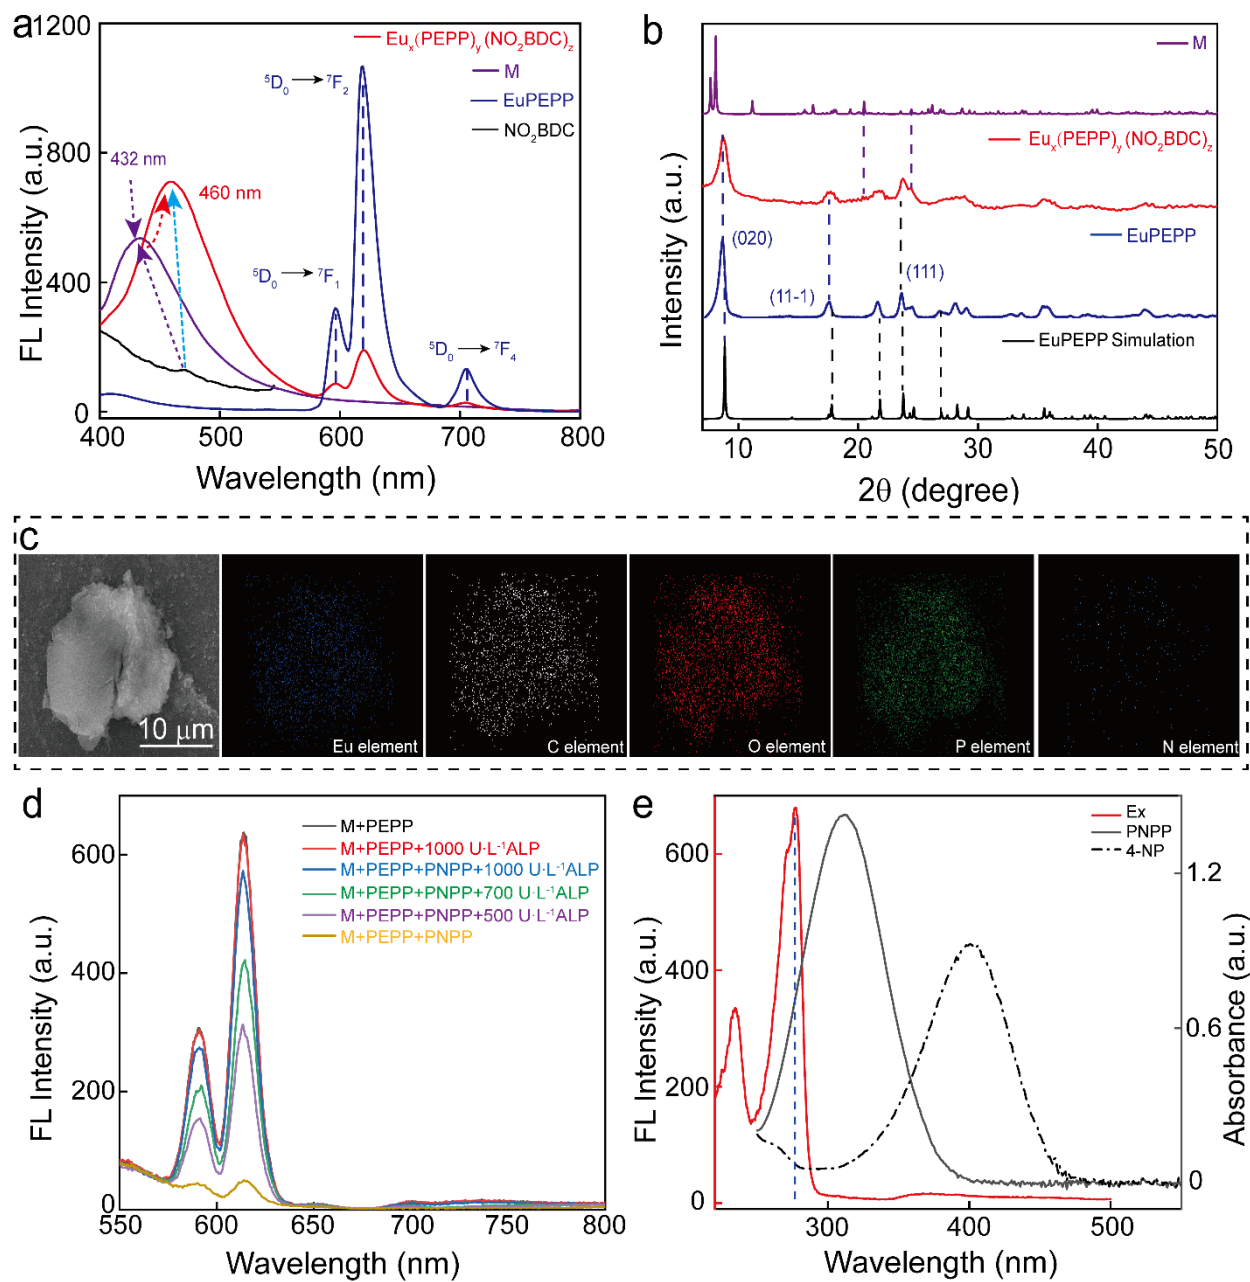 a
1200
800
400
0
FL Intensity (a.u.)
400 500 600 700 800
Wavelength (nm)
Euₓ(PEPP)ᵧ(NO₂BDC)z
M
EuPEPP
NO₂BDC
⁵D₀ → ⁷F₂
432 nm
460 nm
⁵D₀ → ⁷F₁
⁵D₀ → ⁷F₄
b
Intensity (a.u.)
M
Euₓ(PEPP)ᵧ(NO₂BDC)z
EuPEPP
(020)
(11-1)
(111)
EuPEPP Simulation
10 20 30 40 50
2θ (degree)
c
10 μm
Eu element
C element
O element
P element
N element
d
600
400
200
0
FL Intensity (a.u.)
550 600 650 700 750 800
Wavelength (nm)
M+PEPP
M+PEPP+1000 U·L⁻¹ALP
M+PEPP+PNPP+1000 U·L⁻¹ALP
M+PEPP+PNPP+700 U·L⁻¹ALP
M+PEPP+PNPP+500 U·L⁻¹ALP
M+PEPP+PNPP
e
600
400
200
0
FL Intensity (a.u.)
Ex
PNPP
4-NP
1.2
0.6
0
Absorbance (a.u.)
300 400 500
Wavelength (nm)